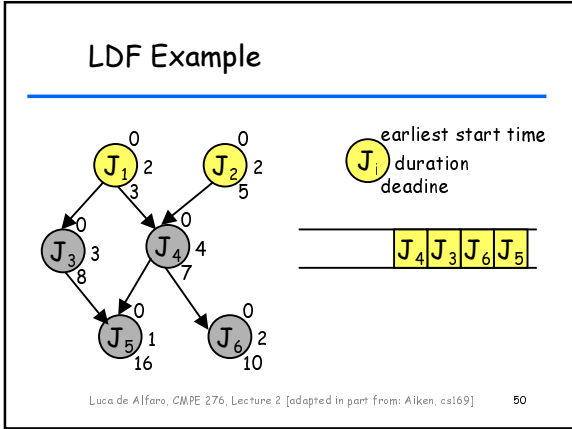 LDF Example
0
J1 2
3
0
J2 2
5
earliest start time
Ji duration
deadine
0
J3 3
8
0
J4 4
7
J4 J3 J6 J5
0
J5 1
16
0
J6 2
10
Luca de Alfaro, CMPE 276, Lecture 2 [adapted in part from: Aiken, cs169] 50